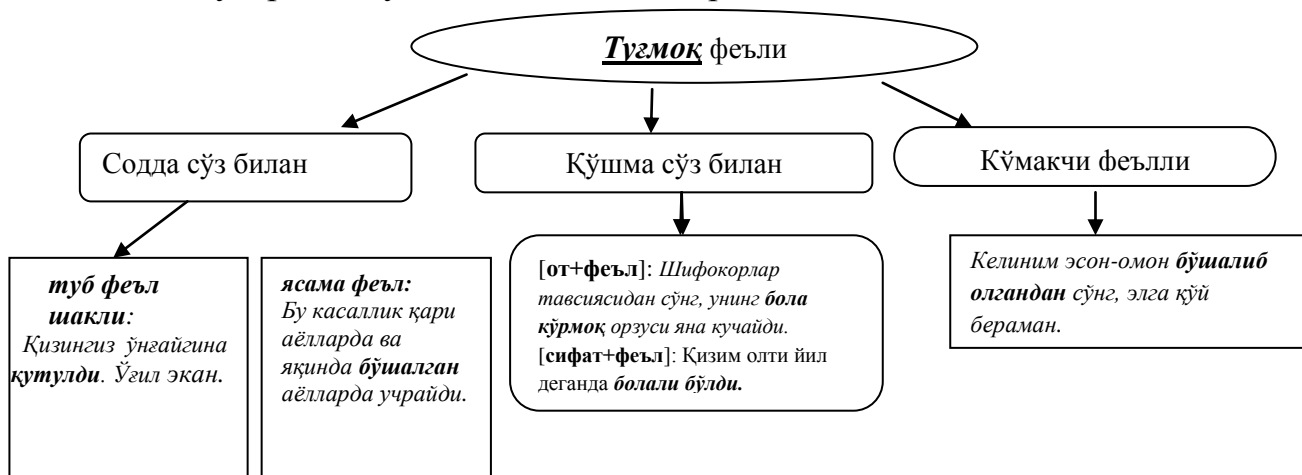 Туғмоқ феъли
Содда сўз билан
Қўшма сўз билан
Кўмакчи феълли
туб феъл
шакли:
Қизингиз ўнғайгина
қутулди. Ўғил экан.
ясама феъл:
Бу касаллик қари
аёлларда ва
яқинда бўшалган
аёлларда учрайди.
[от+феъл]: Шифокорлар
тавсиясидан сўнг, унинг бола
кўрмоқ орзуси яна кучайди.
[сифат+феъл]: Қизим олти йил
деганда болали бўлди.
Келиним эсон-омон бўшалиб
олгандан сўнг, элга қўй
бераман.